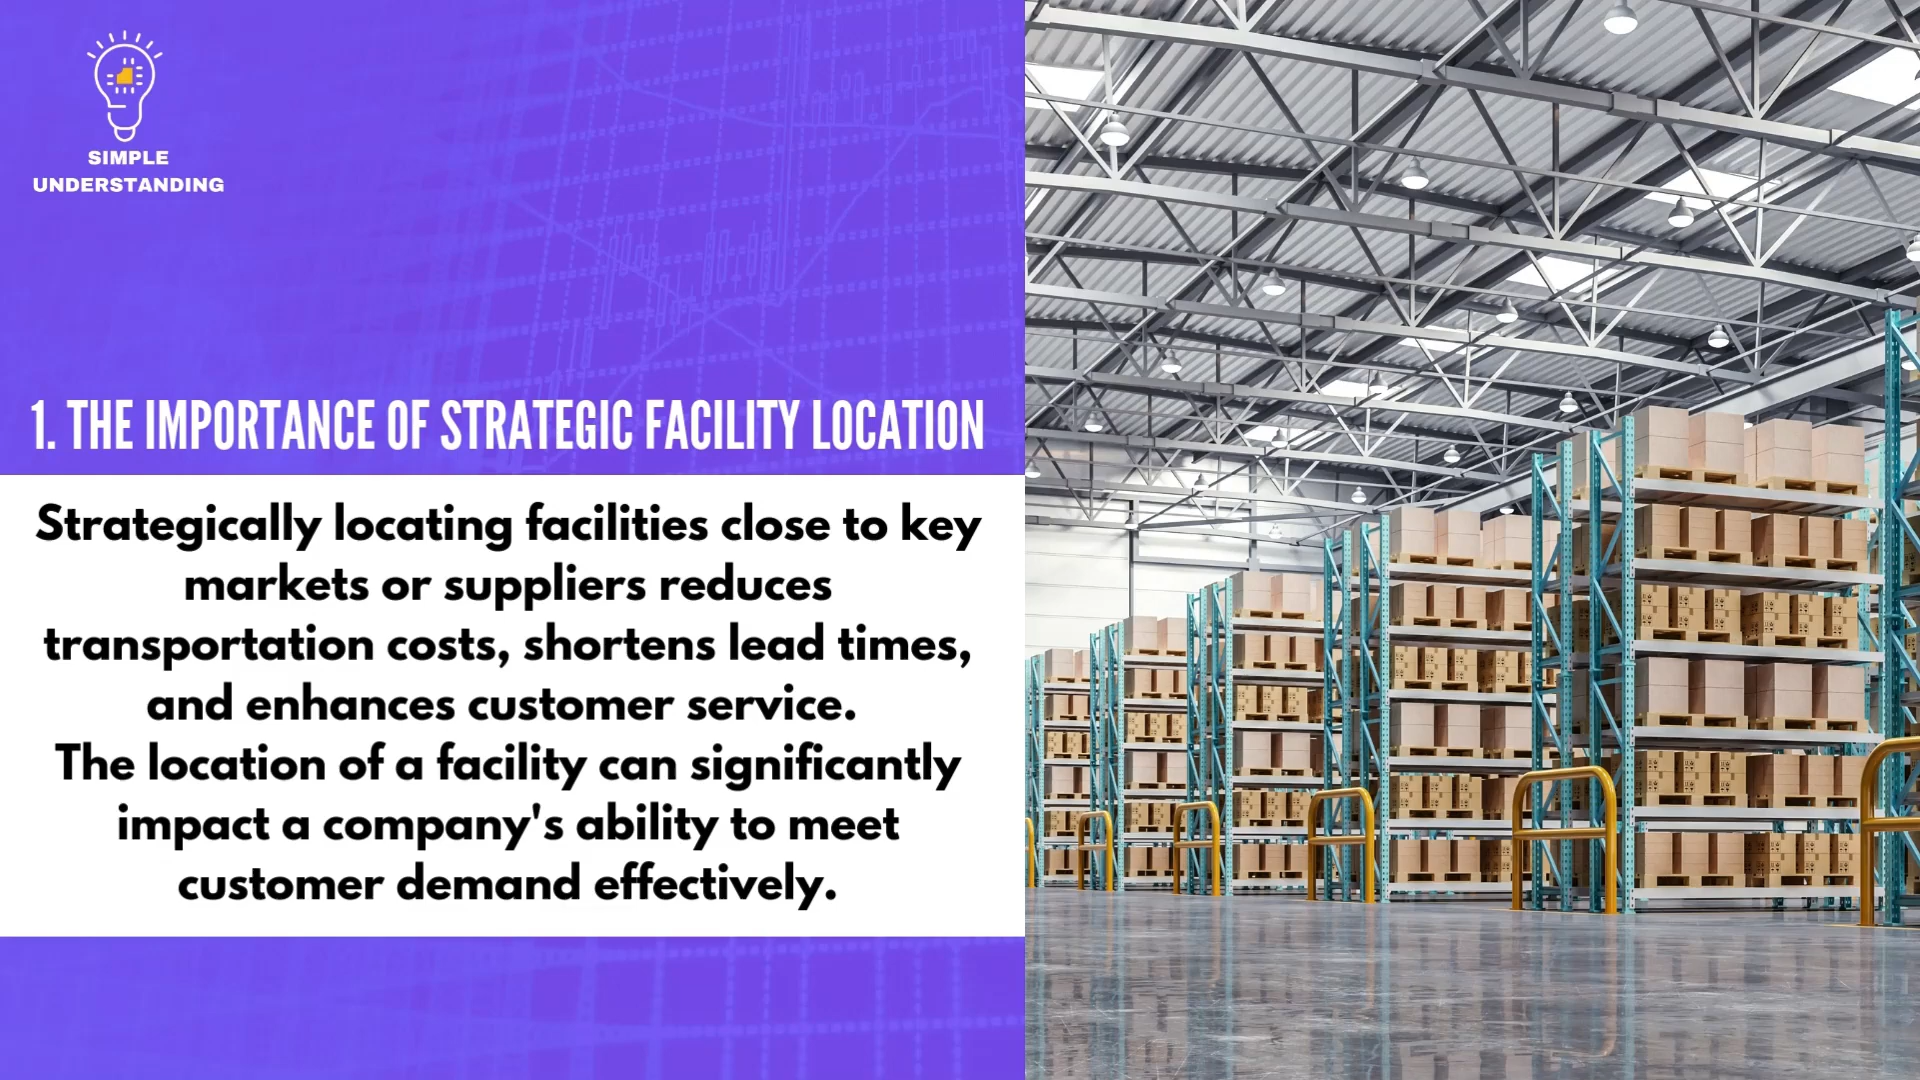 SIMPLE
UNDERSTANDING
1. THE IMPORTANCE OF STRATEGIC FACILITY LOCATION
Strategically locating facilities close to key
markets or suppliers reduces
transportation costs, shortens lead times,
and enhances customer service.
The location of a facility can significantly
impact a company's ability to meet
customer demand effectively.